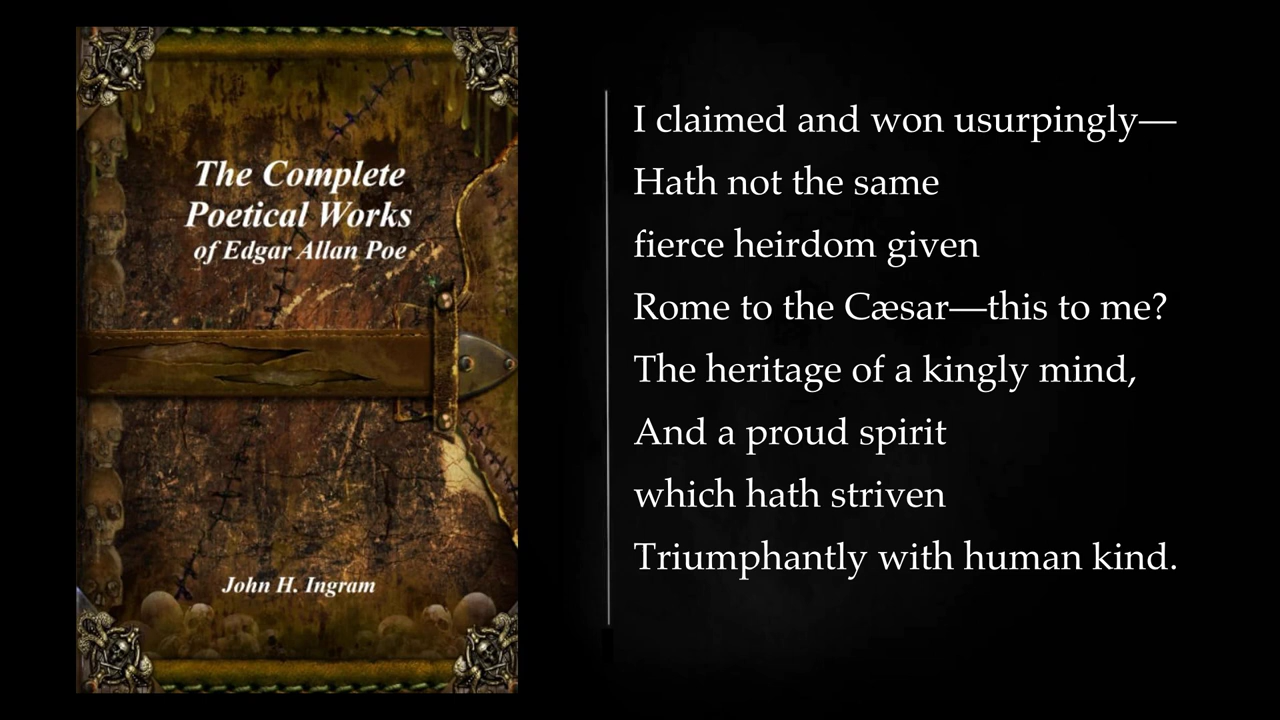 The Complete
Poetical Works
of Edgar Allan Poe
John H. Ingram
I claimed and won usurpingly—
Hath not the same
fierce heirdom given
Rome to the Cæsar—this to me?
The heritage of a kingly mind,
And a proud spirit
which hath striven
Triumphantly with human kind.